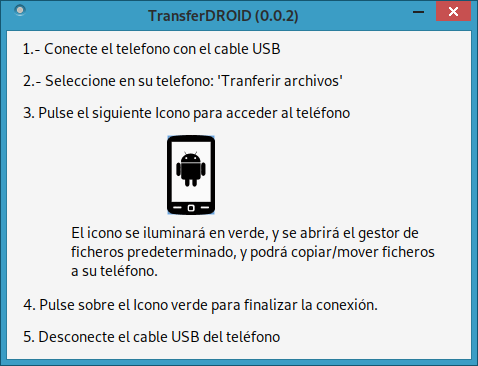 TransferDROID (0.0.2)
1.- Conecte el telefono con el cable USB
2.- Seleccione en su telefono: 'Tranferir archivos'
3. Pulse el siguiente Icono para acceder al teléfono
El icono se iluminará en verde, y se abrirá el gestor de
ficheros predeterminado, y podrá copiar/mover ficheros
a su teléfono.
4. Pulse sobre el Icono verde para finalizar la conexión.
5. Desconecte el cable USB del teléfono